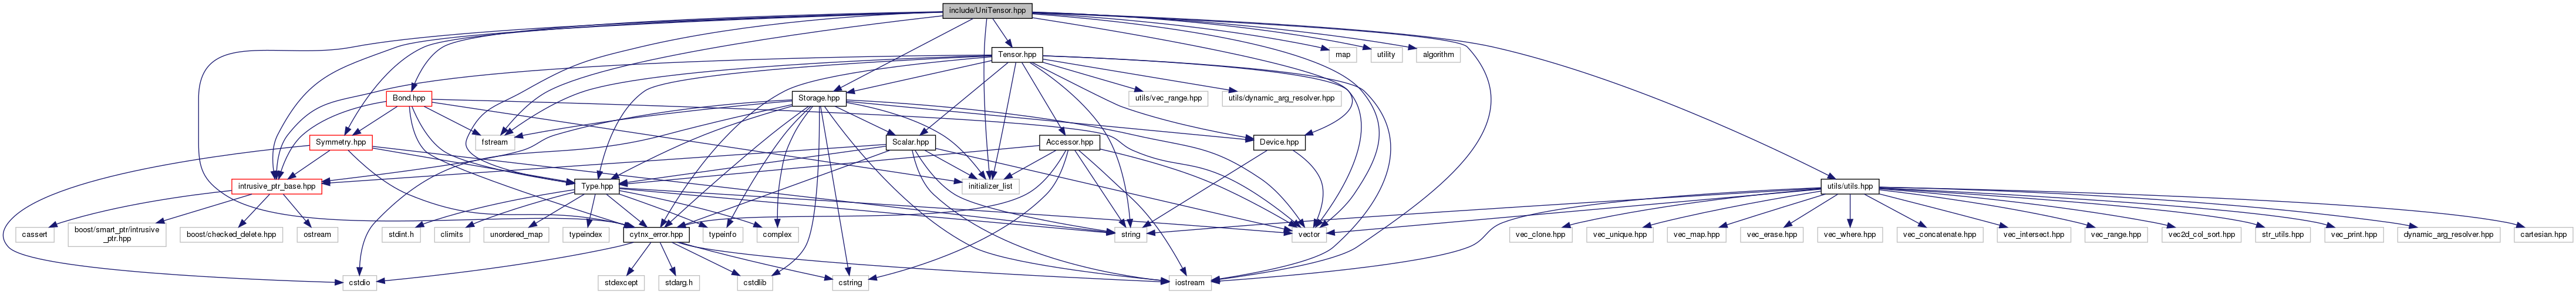 include/UniTensor.hpp
Tensor.hpp
map
utility
algorithm
Bond.hpp
Storage.hpp
utils/vec_range.hpp
utils/dynamic_arg_resolver.hpp
Symmetry.hpp
fstream
Scalar.hpp
Accessor.hpp
Device.hpp
intrusive_ptr_base.hpp
Type.hpp
initializer_list
utils/utils.hpp
cassert
boost/smart_ptr/intrusive
_ptr.hpp
boost/checked_delete.hpp
ostream
stdint.h
climits
unordered_map
typeindex
cytnx_error.hpp
typeinfo
complex
string
vector
vec_clone.hpp
vec_unique.hpp
vec_map.hpp
vec_erase.hpp
vec_where.hpp
vec_concatenate.hpp
vec_intersect.hpp
vec_range.hpp
vec2d_col_sort.hpp
str_utils.hpp
vec_print.hpp
dynamic_arg_resolver.hpp
cartesian.hpp
cstdio
stdexcept
stdarg.h
cstdlib
cstring
iostream